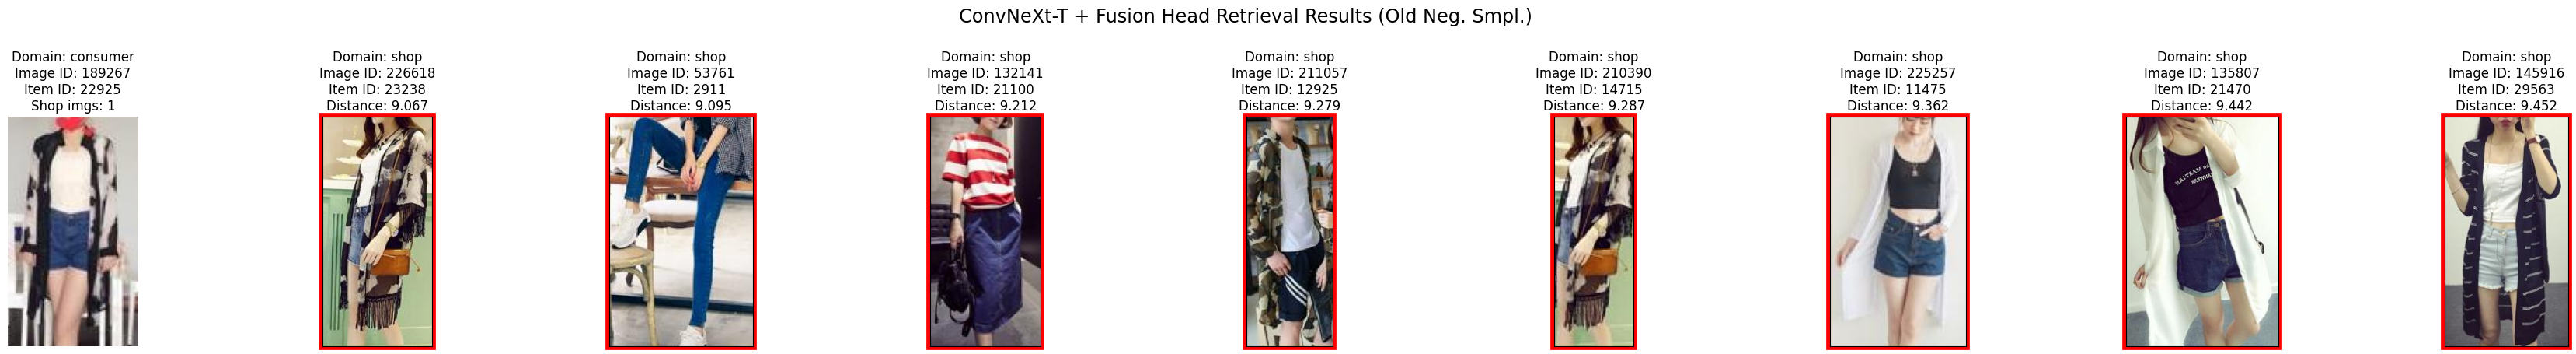 ConvNeXt-T + Fusion Head Retrieval Results (Old Neg. Smpl.)
Domain: consumer
Image ID: 189267
Item ID: 22925
Shop imgs: 1
Domain: shop
Image ID: 226618
Item ID: 23238
Distance: 9.067
Domain: shop
Image ID: 53761
Item ID: 2911
Distance: 9.095
Domain: shop
Image ID: 132141
Item ID: 21100
Distance: 9.212
Domain: shop
Image ID: 211057
Item ID: 12925
Distance: 9.279
Domain: shop
Image ID: 210390
Item ID: 14715
Distance: 9.287
Domain: shop
Image ID: 225257
Item ID: 11475
Distance: 9.362
Domain: shop
Image ID: 135807
Item ID: 21470
Distance: 9.442
Domain: shop
Image ID: 145916
Item ID: 29563
Distance: 9.452